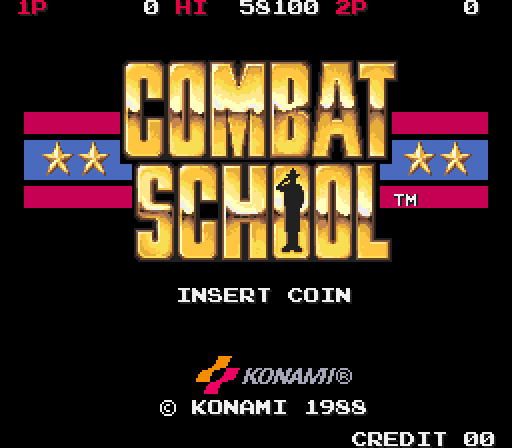 1P 0 HI 58100 2P 0
COMBAT
SCHOOL
TM
INSERT COIN
KONAMI®
© KONAMI 1988
CREDIT 00